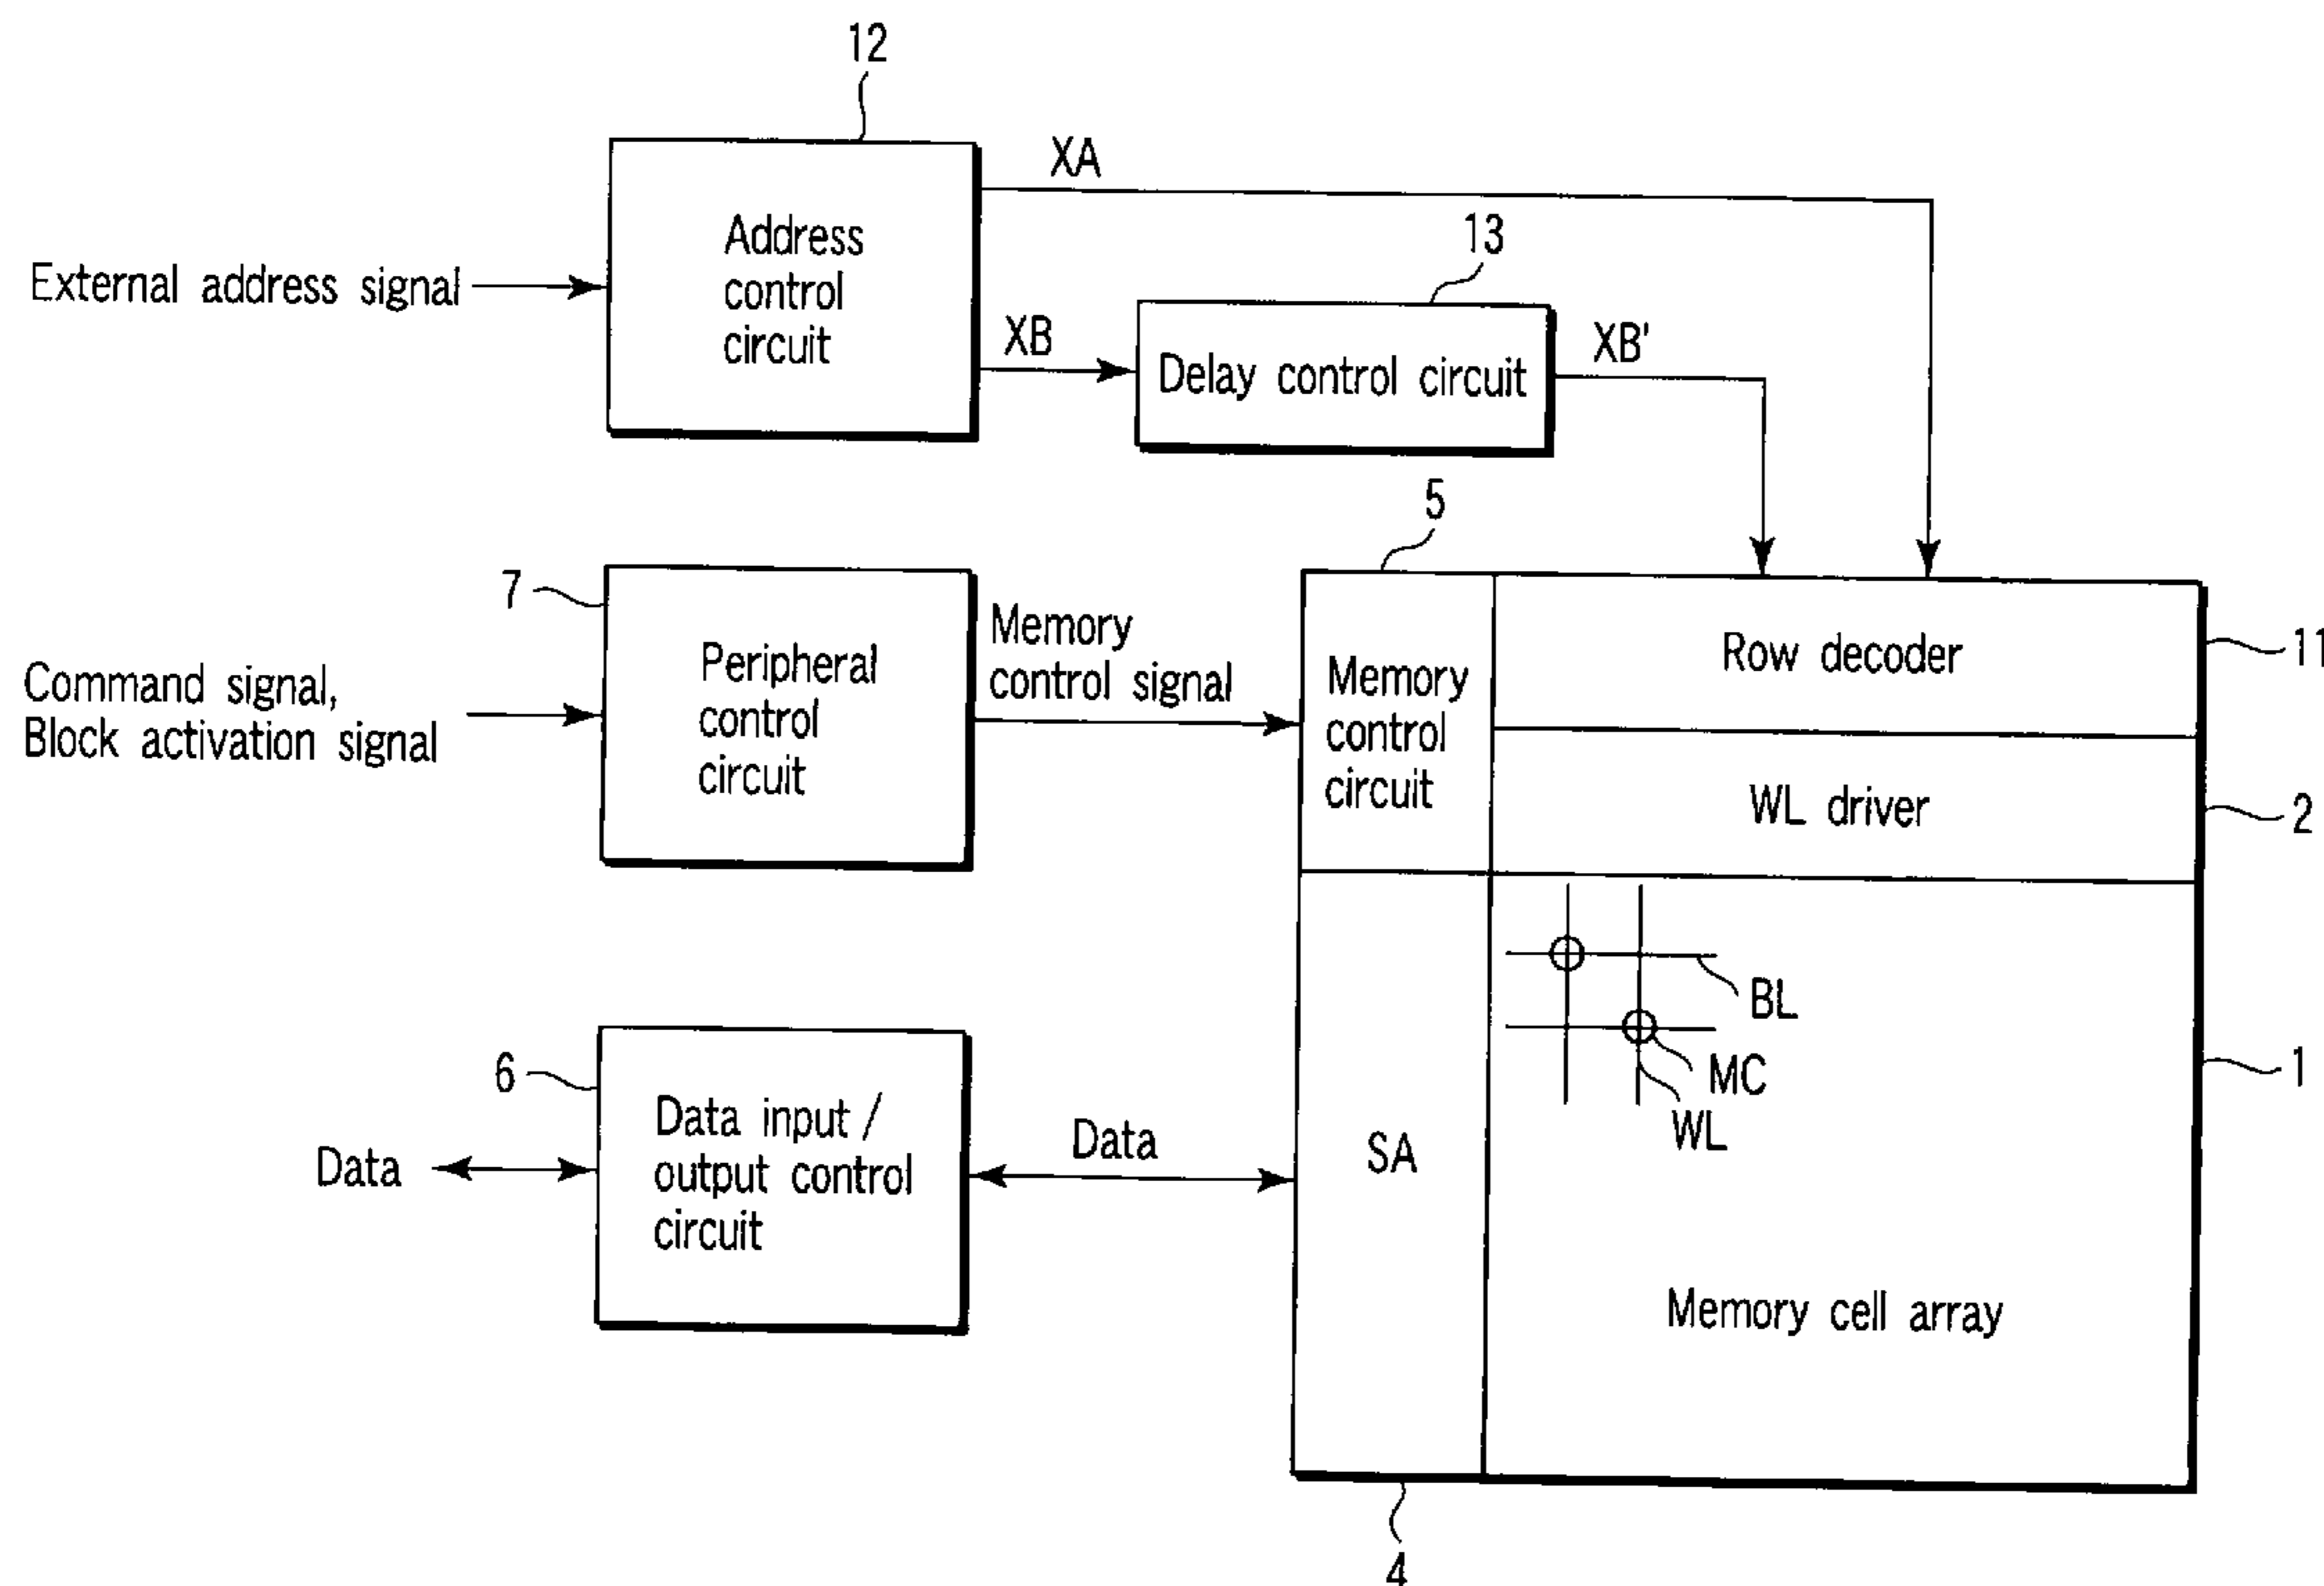 12
XA
Address
control
circuit
13
External address signal
XB
XB'
Delay control circuit
5
7
Peripheral
control
circuit
Memory
control signal
Memory
control
circuit
Row decoder
11
Command signal,
Block activation signal
WL driver
2
BL
MC
WL
1
6
Data input /
output control
circuit
Data
Data
SA
Memory cell array
4